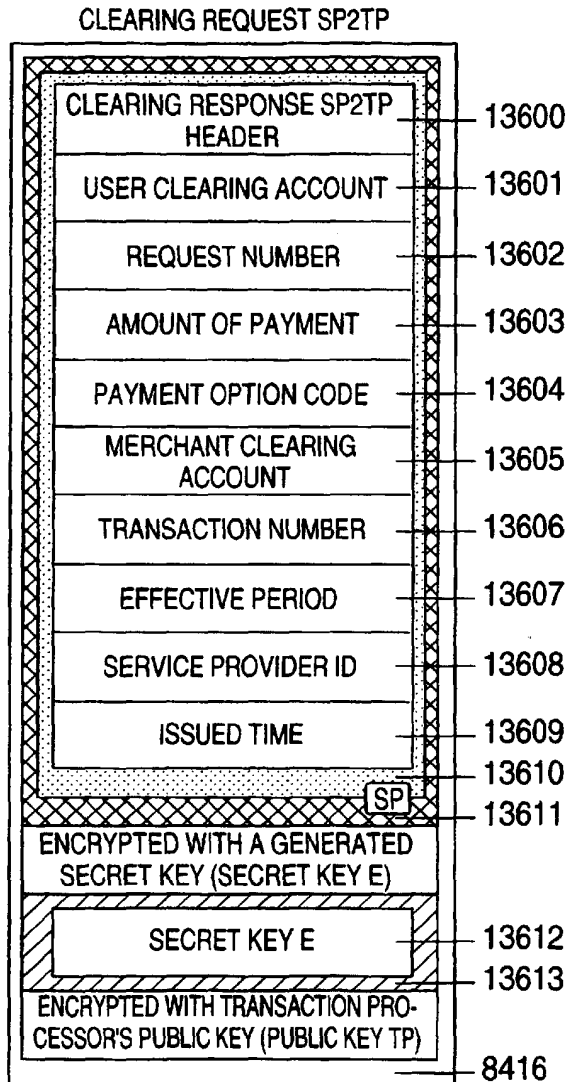 CLEARING REQUEST SP2TP
CLEARING RESPONSE SP2TP
HEADER
13600
USER CLEARING ACCOUNT
13601
REQUEST NUMBER
13602
AMOUNT OF PAYMENT
13603
PAYMENT OPTION CODE
13604
MERCHANT CLEARING
ACCOUNT
13605
TRANSACTION NUMBER
13606
EFFECTIVE PERIOD
13607
SERVICE PROVIDER ID
13608
ISSUED TIME
13609
13610
SP
13611
ENCRYPTED WITH A GENERATED
SECRET KEY (SECRET KEY E)
SECRET KEY E
13612
13613
ENCRYPTED WITH TRANSACTION PRO-
CESSOR'S PUBLIC KEY (PUBLIC KEY TP)
8416